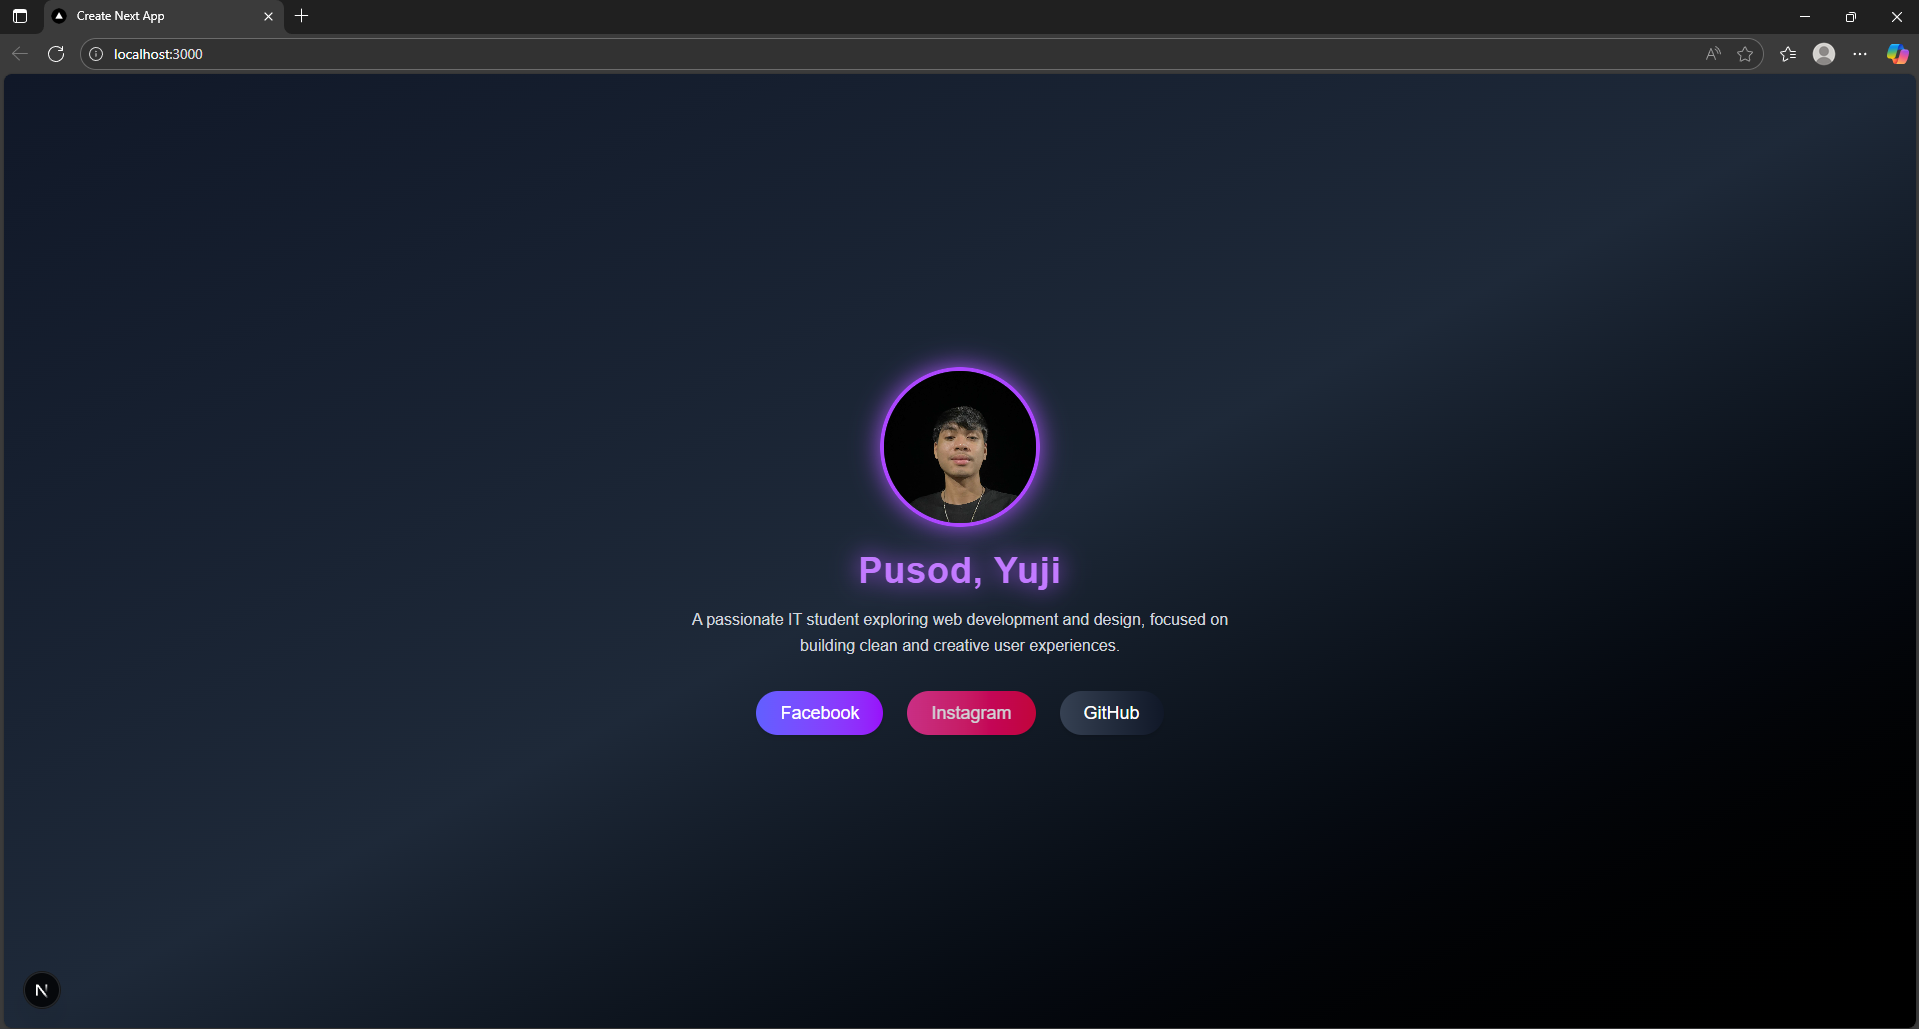 Create Next App
localhost:3000
Pusod, Yuji
A passionate IT student exploring web development and design, focused on
building clean and creative user experiences.
Facebook
Instagram
GitHub
N